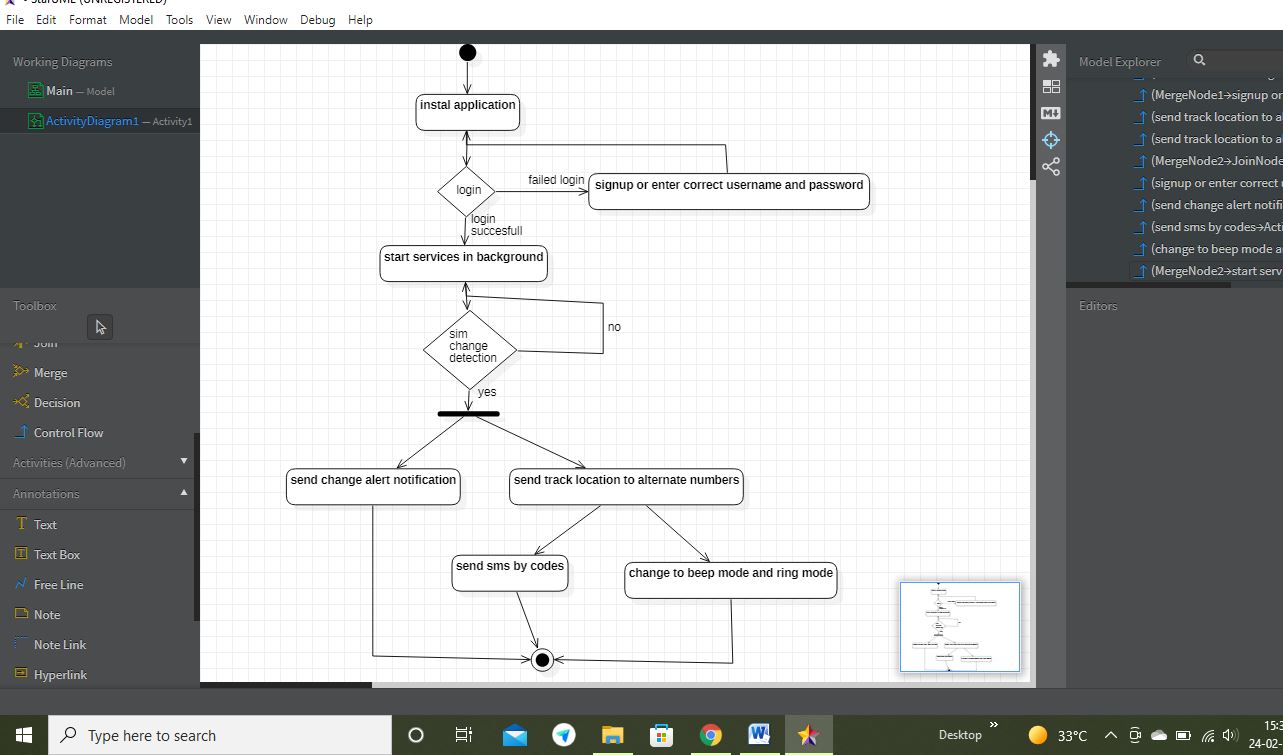 StarUML (UNREGISTERED)
File Edit Format Model Tools View Window Debug Help
Working Diagrams
Main — Model
ActivityDiagram1 — Activity1
Toolbox
Join
Merge
Decision
Control Flow
Activities (Advanced)
Annotations
Text
Text Box
Free Line
Note
Note Link
Hyperlink
instal application
login
failed login
signup or enter correct username and password
login
succesfull
start services in background
sim
change
detection
no
yes
send change alert notification
send track location to alternate numbers
send sms by codes
change to beep mode and ring mode
Model Explorer
(MergeNode1→signup or
(send track location to al
(send track location to al
(MergeNode2→JoinNode
(signup or enter correct
(send change alert notifi
(send sms by codes→Acti
(change to beep mode a
(MergeNode2→start serv
Editors
Type here to search
Desktop
33°C
15:3
24-02-